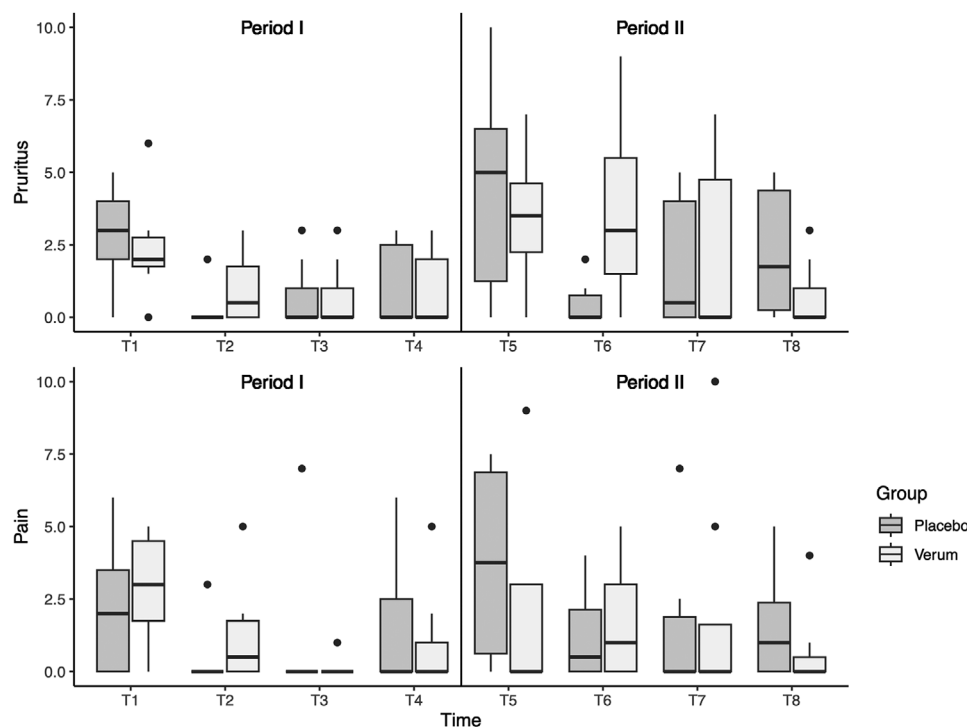 Period I Period II
10.0
7.5
5.0
2.5
0.0
Pruritus
T1 T2 T3 T4 T5 T6 T7 T8
Period I Period II
10.0
7.5
5.0
2.5
0.0
Pain
T1 T2 T3 T4 T5 T6 T7 T8
Time
Group
Placebo
Verum